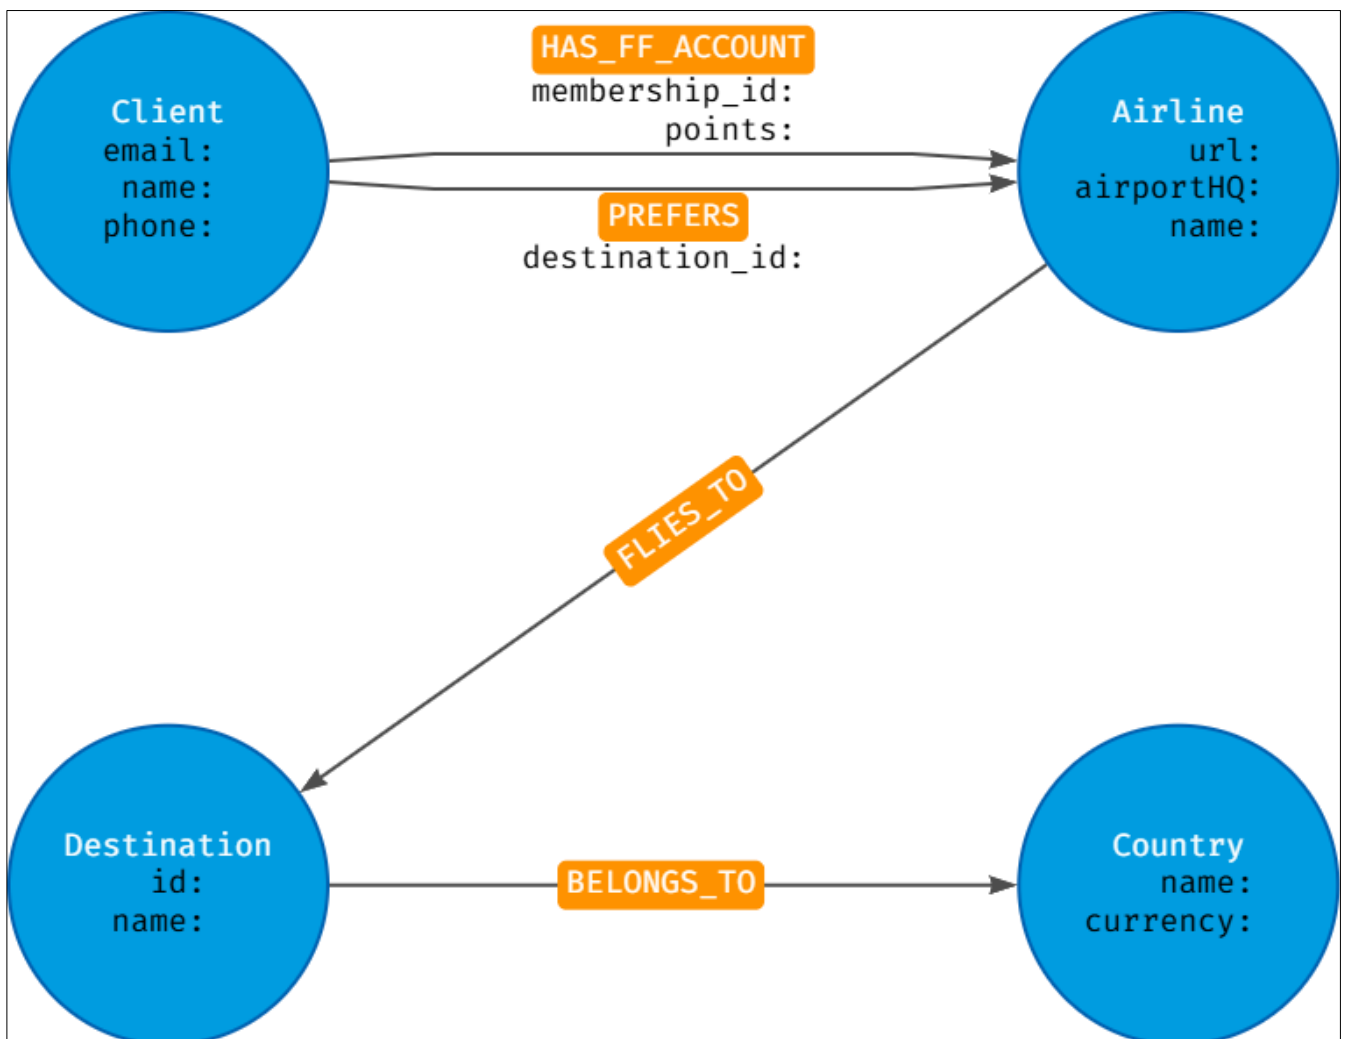 HAS_FF_ACCOUNT
membership_id:
points:
Client
email:
name:
phone:
Airline
url:
airportHQ:
name:
PREFERS
destination_id:
FLIES_TO
Destination
id:
name:
BELONGS_TO
Country
name:
currency: